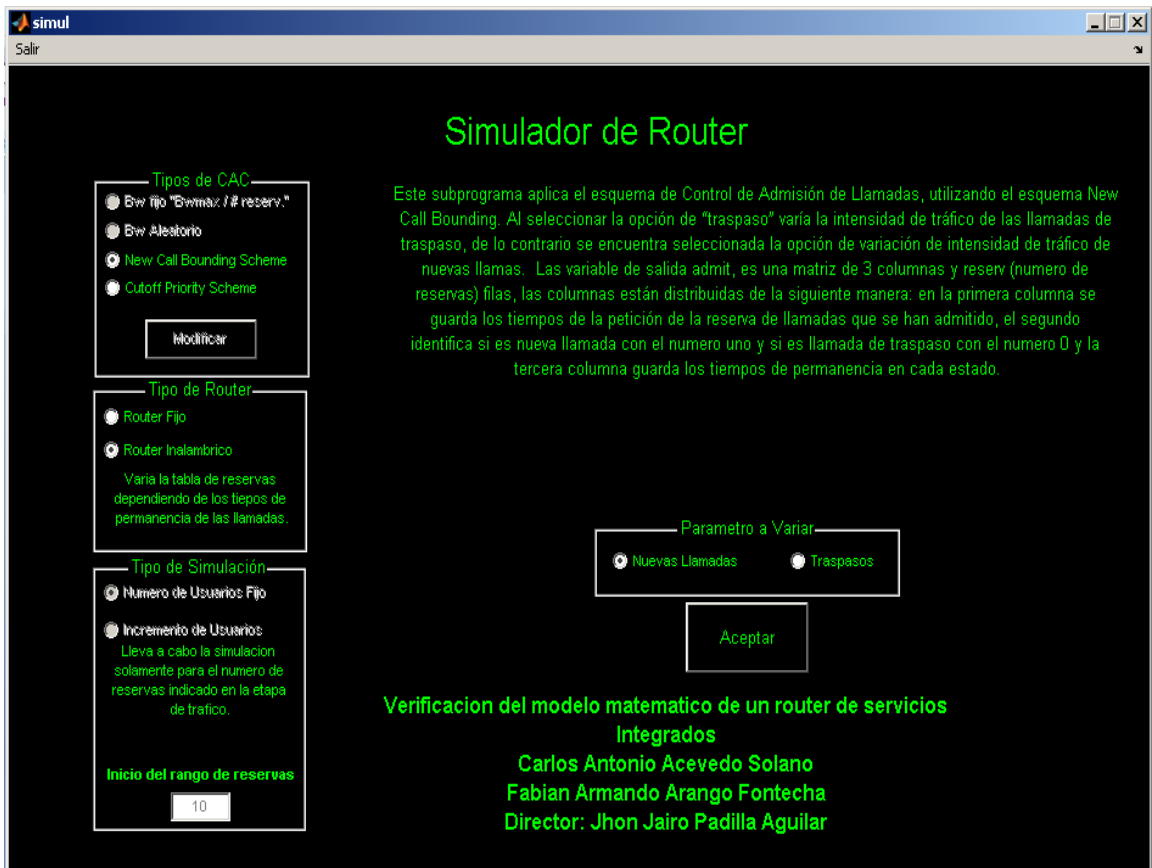 simul
Salir
Simulador de Router
Tipos de CAC
Bw fijo "Bwmax / # reserv."
Bw Aleatorio
New Call Bounding Scheme
Cutoff Priority Scheme
Modificar
Este subprograma aplica el esquema de Control de Admisión de Llamadas, utilizando el esquema New
Call Bounding. Al seleccionar la opción de "traspaso" varía la intensidad de tráfico de las llamadas de
traspaso, de lo contrario se encuentra seleccionada la opción de variación de intensidad de tráfico de
nuevas llamas. Las variable de salida admit, es una matriz de 3 columnas y reserv (numero de
reservas) filas, las columnas están distribuidas de la siguiente manera: en la primera columna se
guarda los tiempos de la petición de la reserva de llamadas que se han admitido, el segundo
identifica si es nueva llamada con el numero uno y si es llamada de traspaso con el numero 0 y la
tercera columna guarda los tiempos de permanencia en cada estado.
Tipo de Router
Router Fijo
Router Inalambrico
Varia la tabla de reservas
dependiendo de los tiepos de
permanencia de las llamadas.
Parametro a Variar
Nuevas Llamadas
Traspasos
Aceptar
Tipo de Simulación
Numero de Usuarios Fijo
Incremento de Usuarios
Lleva a cabo la simulacion
solamente para el numero de
reservas indicado en la etapa
de trafico.
Inicio del rango de reservas
10
Verificacion del modelo matematico de un router de servicios
Integrados
Carlos Antonio Acevedo Solano
Fabian Armando Arango Fontecha
Director: Jhon Jairo Padilla Aguilar